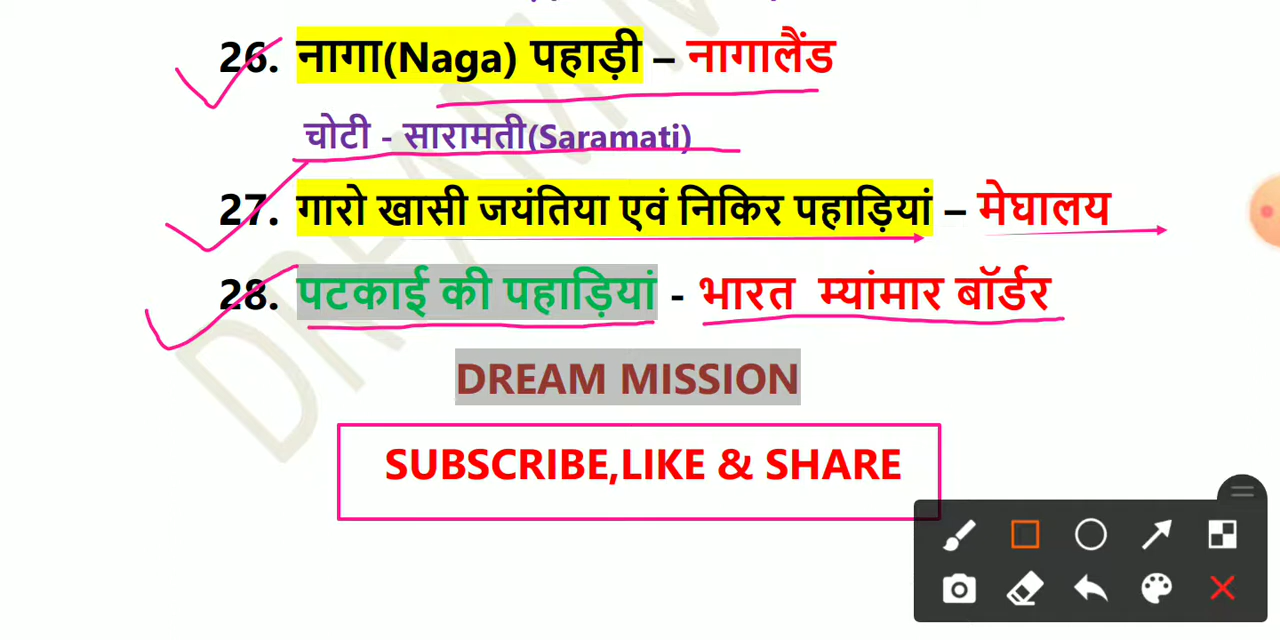 26. नागा(Naga) पहाड़ी – नागालैंड
चोटी - सारामती(Saramati)
27. गारो खासी जयंतिया एवं निकिर पहाड़ियां – मेघालय
28. पटकाई की पहाड़ियां - भारत म्यांमार बॉर्डर
DREAM MISSION
SUBSCRIBE,LIKE & SHARE